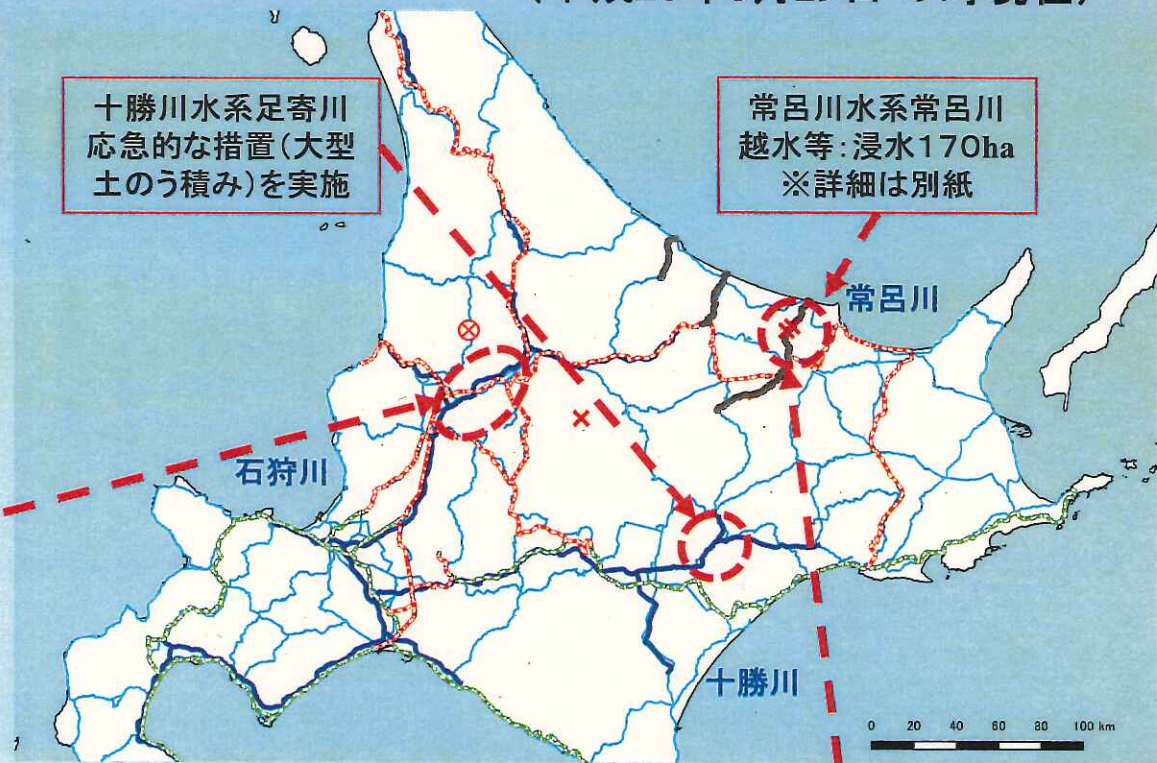 十勝川水系足寄川
応急的な措置(大型
土のう積み)を実施
常呂川水系常呂川
越水等:浸水170ha
※詳細は別紙
常呂川
石狩川
十勝川
0 20 40 60 80 100 km